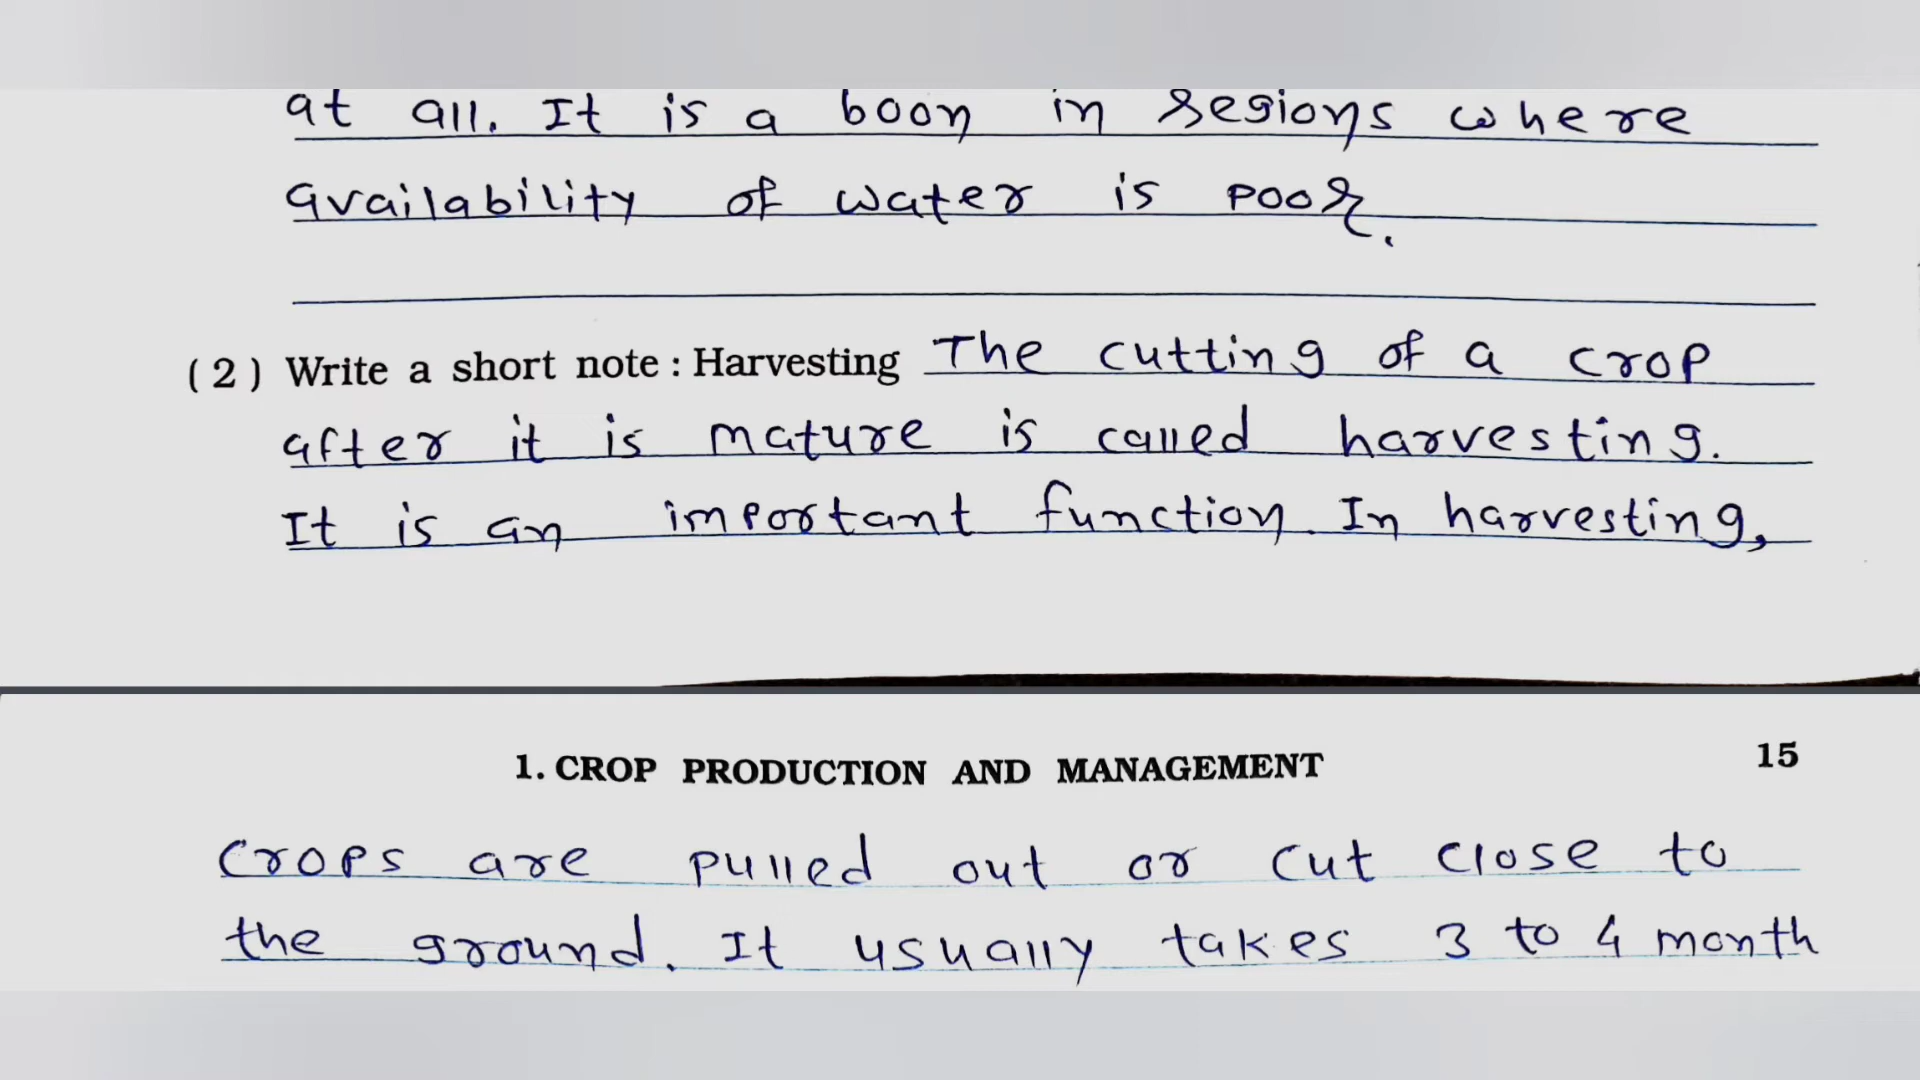 at all. It is a boon in regions where
availability of water is poor.
(2) Write a short note : Harvesting The cutting of a crop
after it is mature is called harvesting.
It is an important function. In harvesting,
1. CROP PRODUCTION AND MANAGEMENT 15
crops are pulled out or cut close to
the ground. It usually takes 3 to 4 month